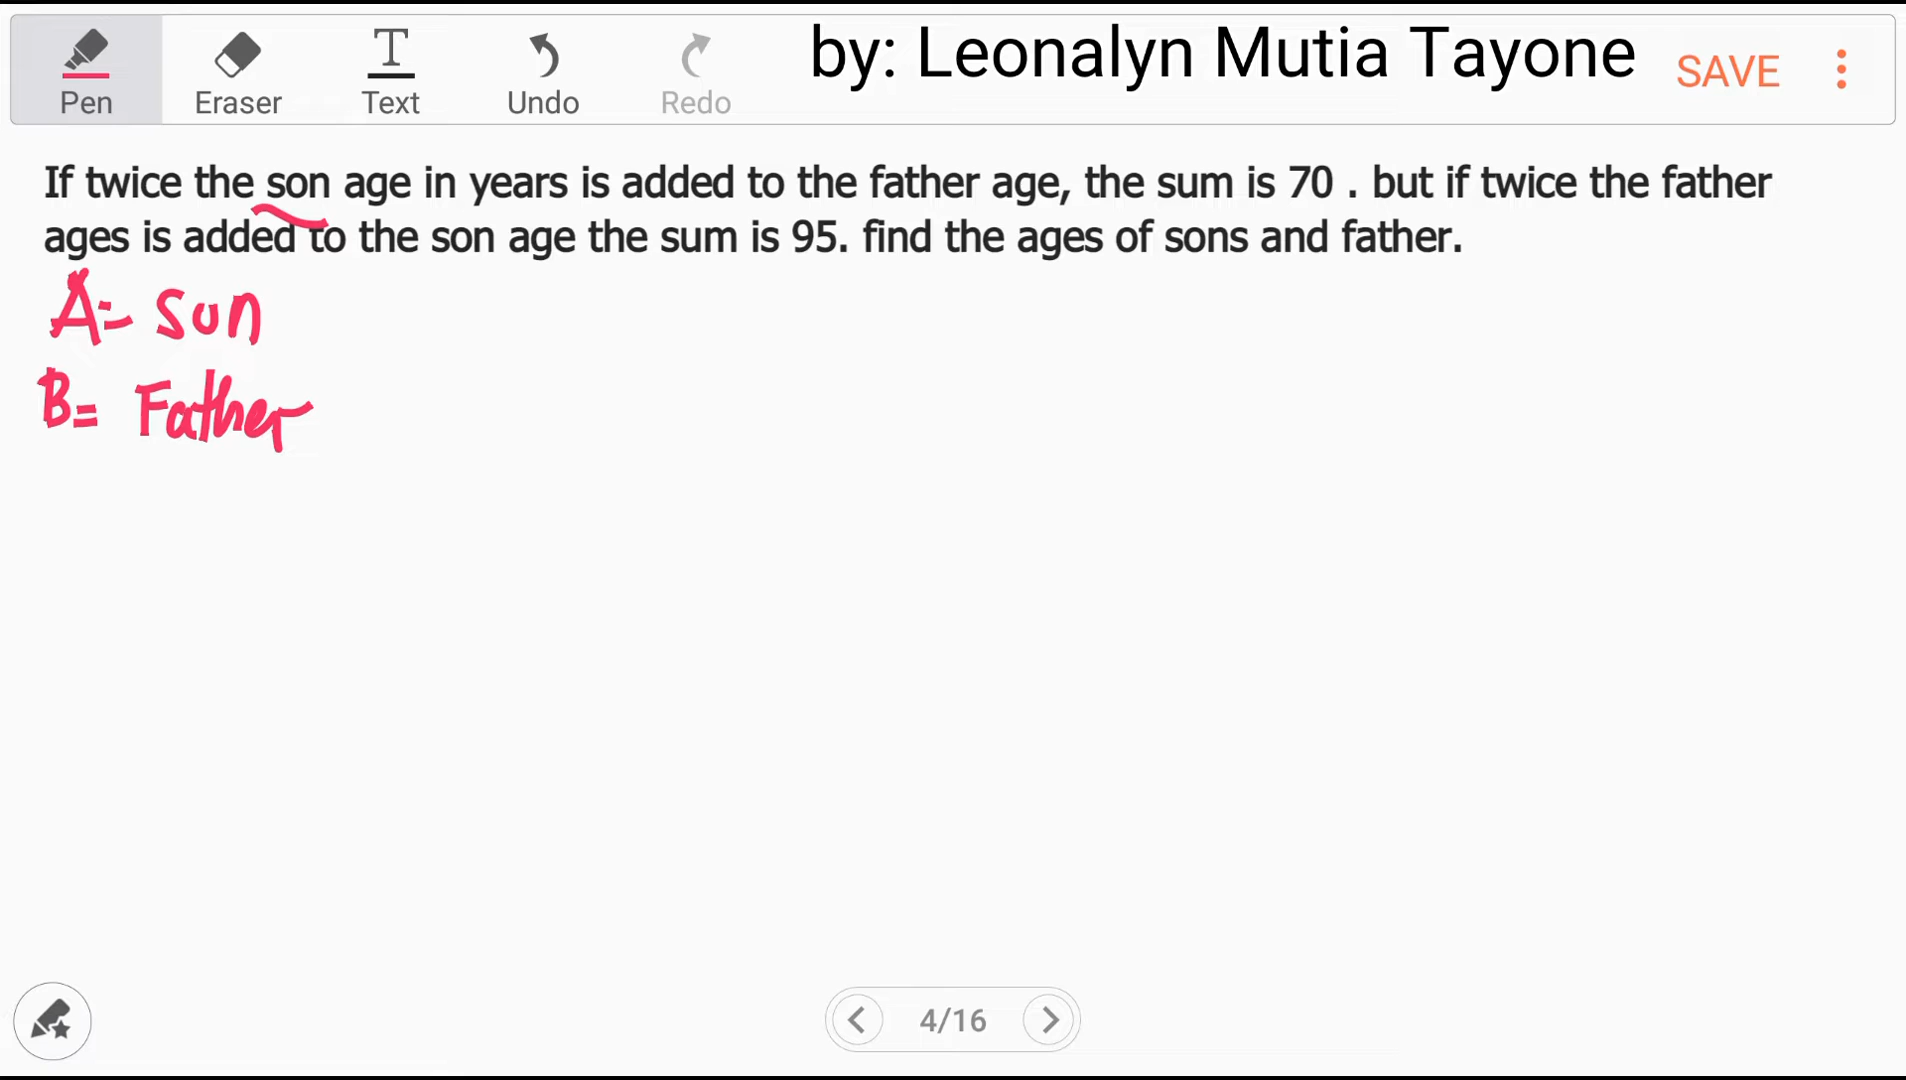 by: Leonalyn Mutia Tayone
SAVE
Pen
Eraser
Text
Undo
Redo
If twice the son age in years is added to the father age, the sum is 70 . but if twice the father
ages is added to the son age the sum is 95. find the ages of sons and father.
A= son
B= Father
4/16